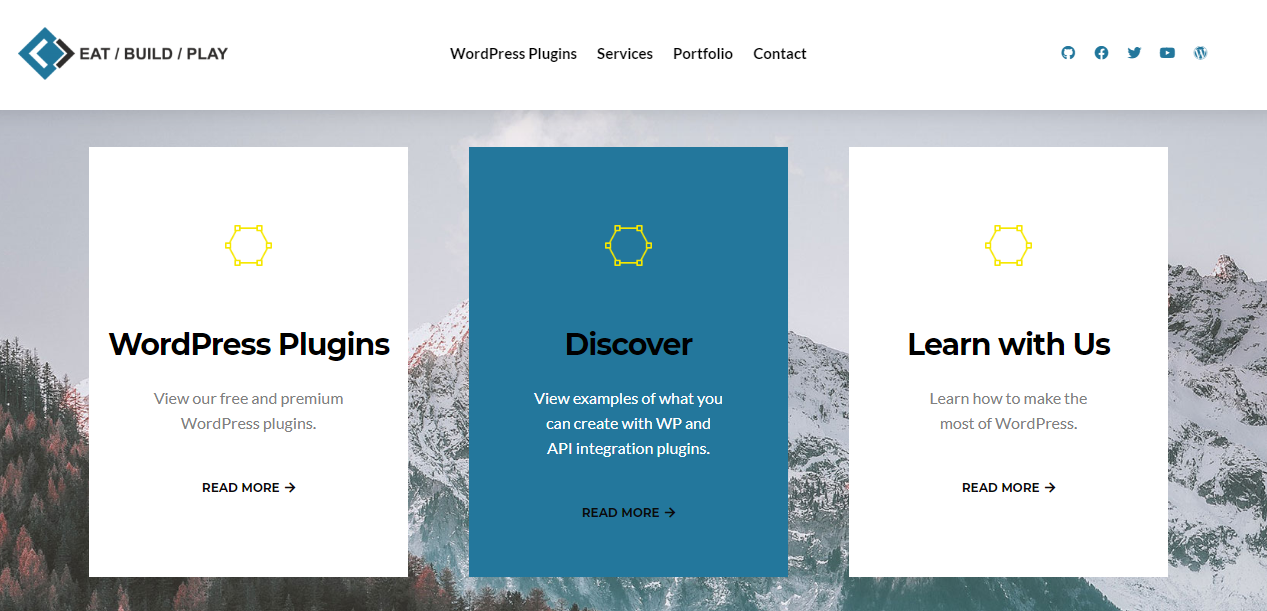 EAT / BUILD / PLAY
WordPress Plugins
Services
Portfolio
Contact
WordPress Plugins
View our free and premium
WordPress plugins.
READ MORE →
Discover
View examples of what you
can create with WP and
API integration plugins.
READ MORE →
Learn with Us
Learn how to make the
most of WordPress.
READ MORE →